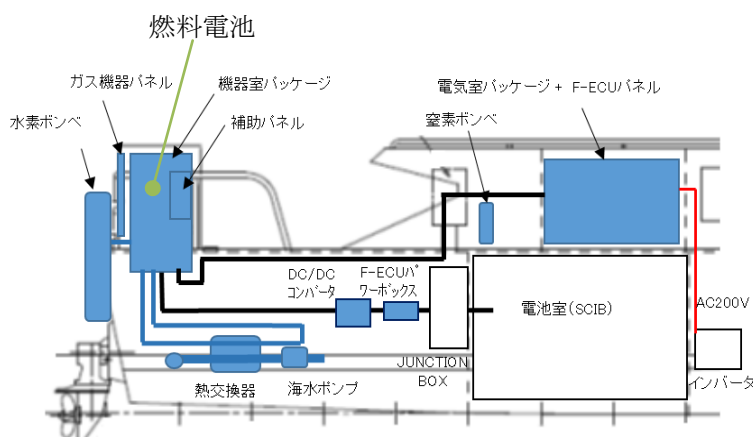 燃料電池
ガス機器パネル
機器室パッケージ
電気室パッケージ + F-ECUパネル
水素ボンベ
補助パネル
窒素ボンベ
DC/DC
コンバータ
F-ECUパ
ワーボックス
電池室(SCIB)
AC200V
JUNCTION
BOX
インバータ
熱交換器
海水ポンプ